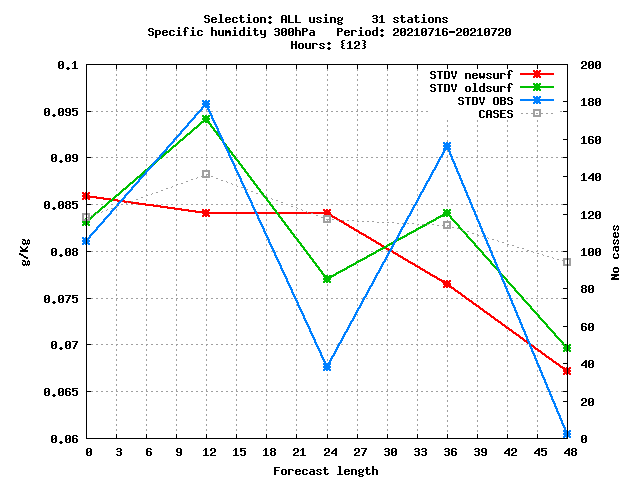 Selection: ALL using    31 stations
Specific humidity 300hPa   Period: 20210716-20210720
Hours: {12}
STDV newsurf
STDV oldsurf
STDV OBS
CASES
0.1
0.095
0.09
0.085
0.08
0.075
0.07
0.065
0.06
g/Kg
200
180
160
140
120
100
80
60
40
20
0
No cases
0 3 6 9 12 15 18 21 24 27 30 33 36 39 42 45 48
Forecast length